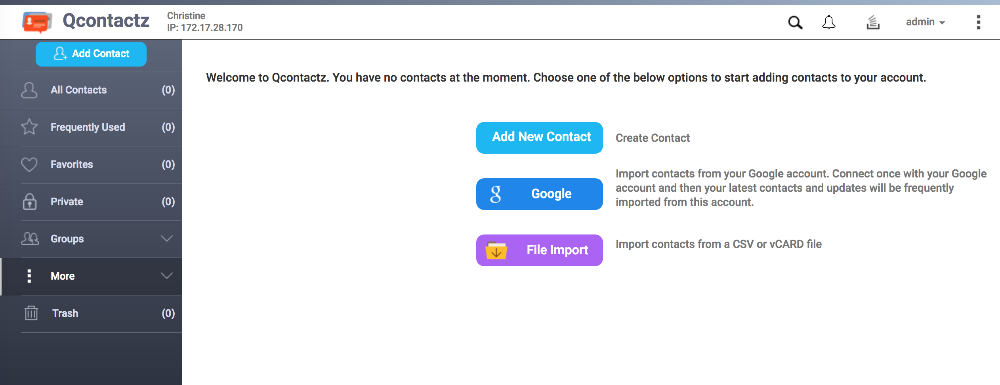 Qcontactz
Christine
IP: 172.17.28.170
admin
Add Contact
All Contacts (0)
Frequently Used (0)
Favorites (0)
Private (0)
Groups
More
Trash (0)
Welcome to Qcontactz. You have no contacts at the moment. Choose one of the below options to start adding contacts to your account.
Add New Contact
Create Contact
g Google
Import contacts from your Google account. Connect once with your Google
account and then your latest contacts and updates will be frequently
imported from this account.
File Import
Import contacts from a CSV or vCARD file